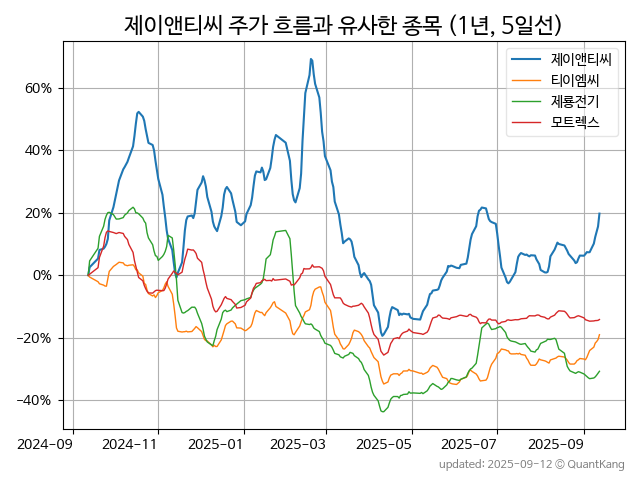 제이앤티씨 주가 흐름과 유사한 종목 (1년, 5일선)
제이앤티씨
티이엠씨
제룡전기
모트렉스
60%
40%
20%
0%
−20%
−40%
2024-09
2024-11
2025-01
2025-03
2025-05
2025-07
2025-09
updated: 2025-09-12 © QuantKang